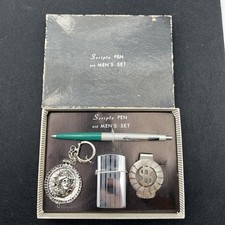 Scripto PEN
and MEN'S SET
Scripto PEN
and MEN'S SET
$